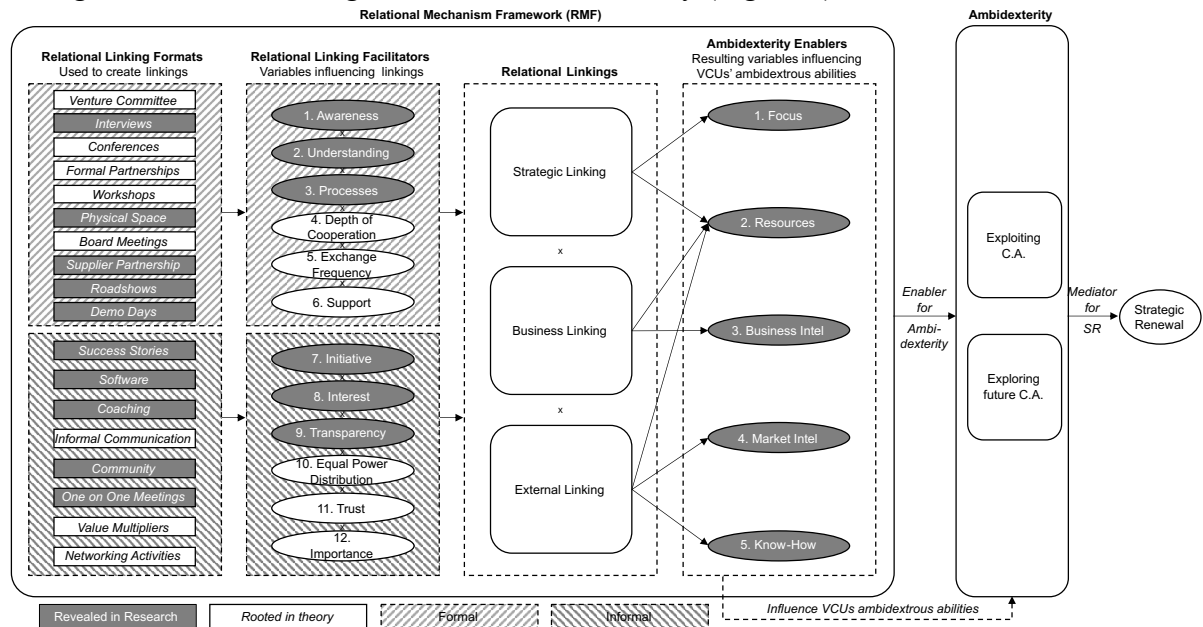 Relational Mechanism Framework (RMF)
Ambidexterity
Relational Linking Formats
Used to create linkings
Venture Committee
Interviews
Conferences
Formal Partnerships
Workshops
Physical Space
Board Meetings
Supplier Partnership
Roadshows
Demo Days
Success Stories
Software
Coaching
Informal Communication
Community
One on One Meetings
Value Multipliers
Networking Activities
Relational Linking Facilitators
Variables influencing linkings
1. Awareness
x
2. Understanding
x
3. Processes
x
4. Depth of
Cooperation
x
5. Exchange
Frequency
x
6. Support
7. Initiative
x
8. Interest
x
9. Transparency
x
10. Equal Power
Distribution
x
11. Trust
x
12.
Importance
Relational Linkings
Strategic Linking
x
Business Linking
x
External Linking
Ambidexterity Enablers
Resulting variables influencing
VCUs' ambidextrous abilities
1. Focus
2. Resources
3. Business Intel
4. Market Intel
5. Know-How
Enabler
for
Ambi-
dexterity
Exploiting
C.A.
Exploring
future C.A.
Mediator
for
SR
Strategic
Renewal
Revealed in Research
Rooted in theory
Formal
Informal
Influence VCUs ambidextrous abilities